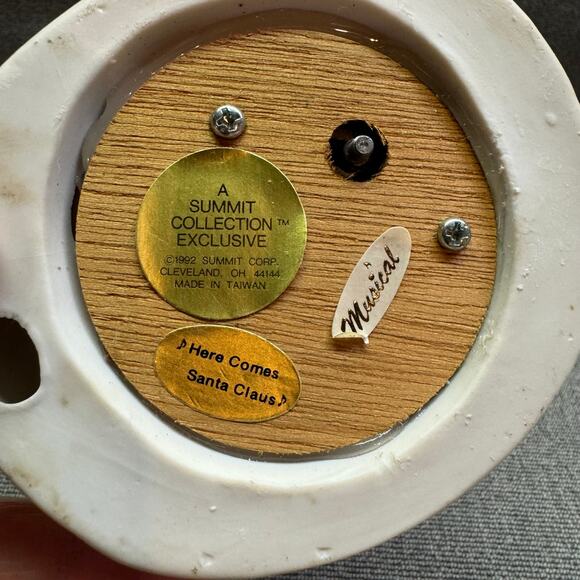 A
SUMMIT
COLLECTION™
EXCLUSIVE
©1992 SUMMIT CORP.
CLEVELAND, OH 44144
MADE IN TAIWAN
Musical
♪Here Comes
Santa Claus♪